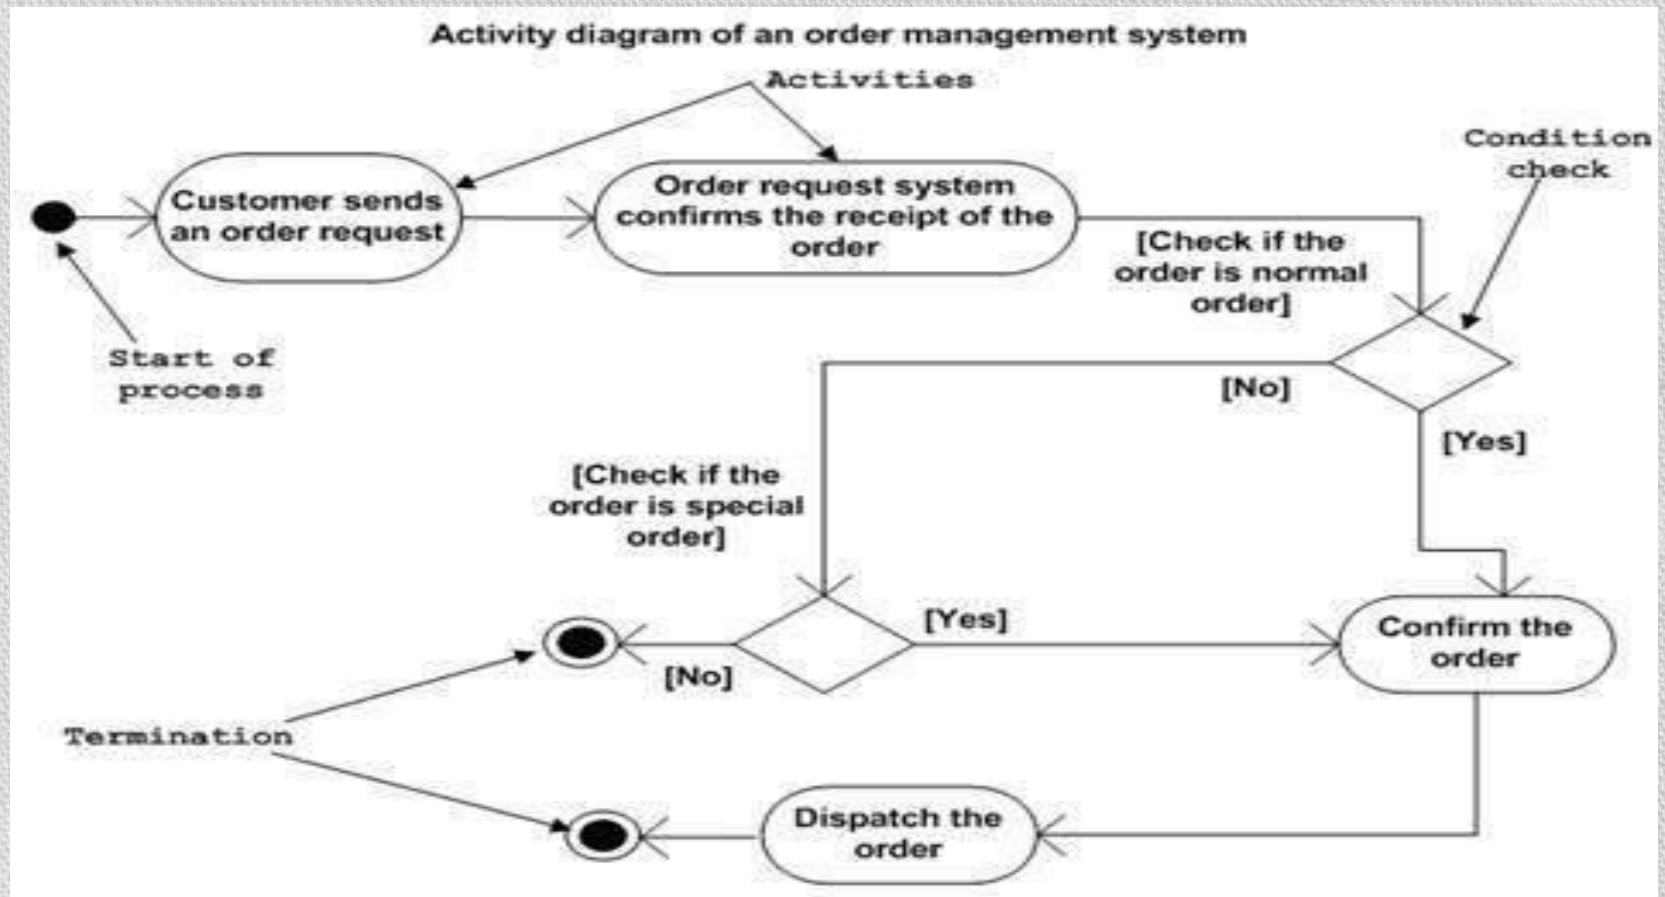 Activity diagram of an order management system
Activities
Condition
check
Customer sends
an order request
Order request system
confirms the receipt of the
order
[Check if the
order is normal
order]
Start of
process
[No]
[Yes]
[Check if the
order is special
order]
[Yes]
[No]
Confirm the
order
Termination
Dispatch the
order